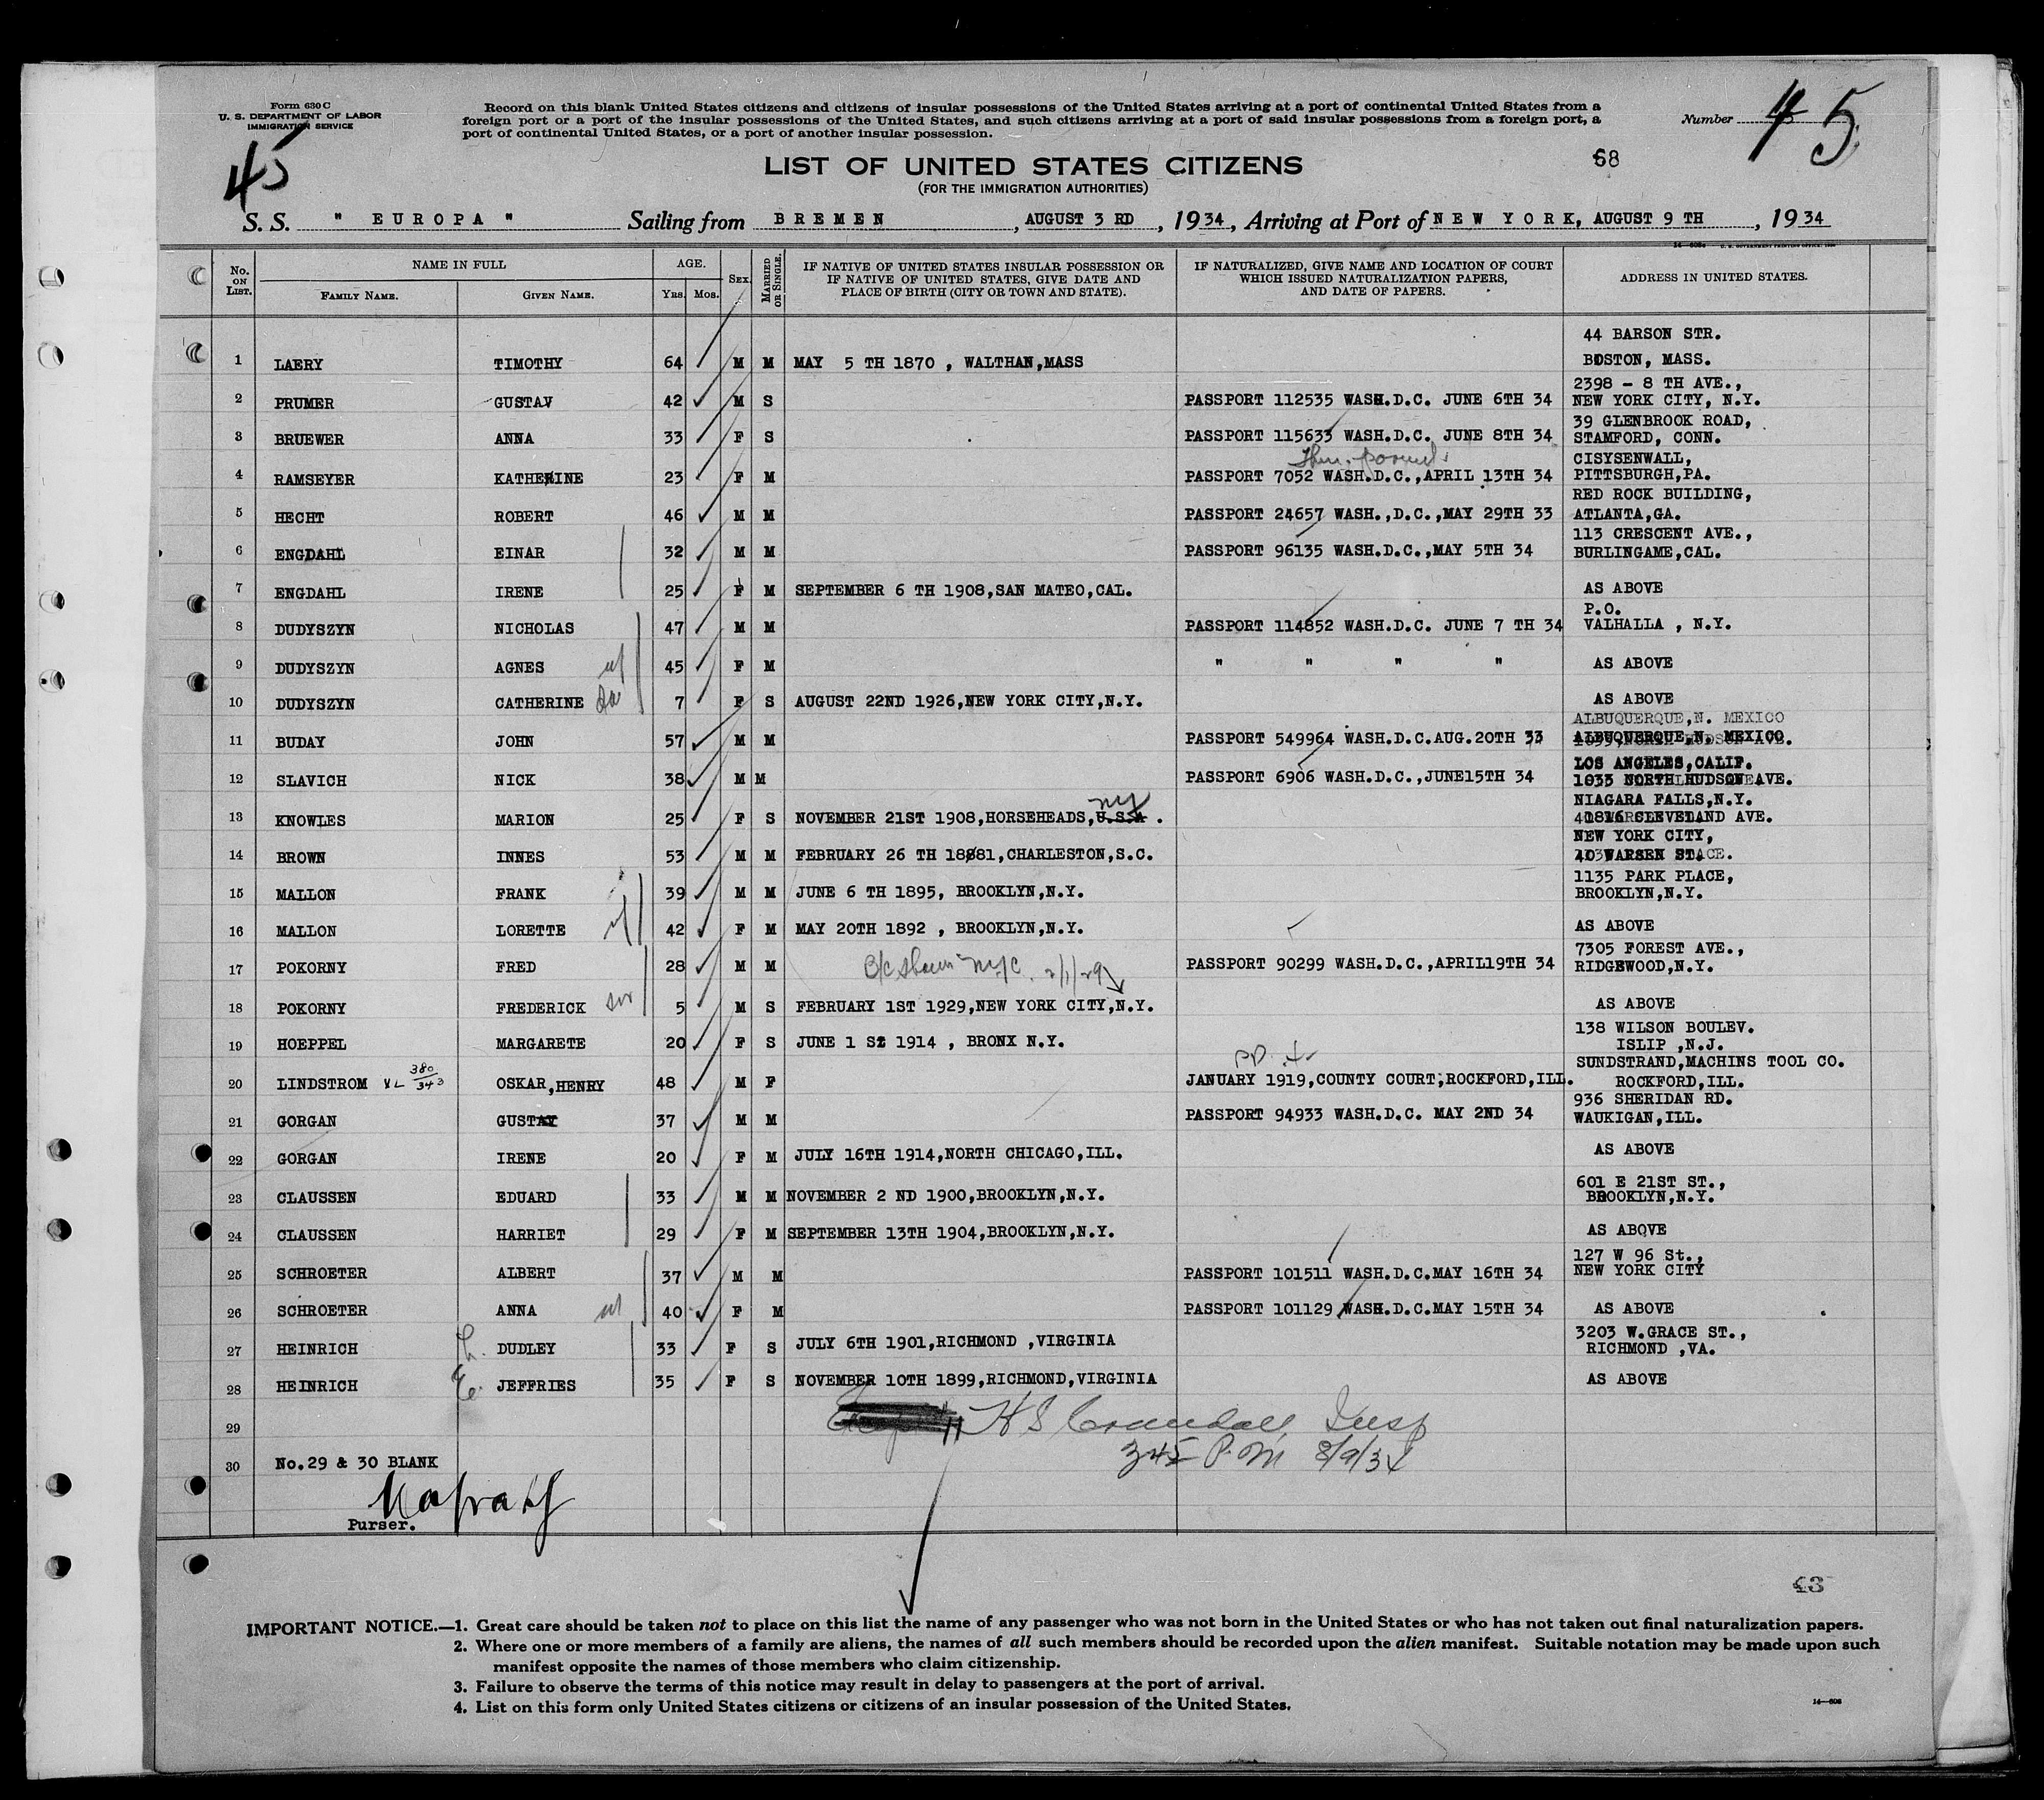 Form 630 C
U. S. DEPARTMENT OF LABOR
IMMIGRATION SERVICE
Record on this blank United States citizens and citizens of insular possessions of the United States arriving at a port of continental United States from a
foreign port or a port of the insular possessions of the United States, and such citizens arriving at a port of said insular possessions from a foreign port, a
port of continental United States, or a port of another insular possession.
Number 45
45
68
LIST OF UNITED STATES CITIZENS
(FOR THE IMMIGRATION AUTHORITIES)
S. S. " EUROPA " Sailing from BREMEN, AUGUST 3 RD, 1934, Arriving at Port of NEW YORK, AUGUST 9 TH, 1934
No. ON LIST. NAME IN FULL FAMILY NAME. GIVEN NAME. AGE. YRS. MOS. SEX. MARRIED OR SINGLE. IF NATIVE OF UNITED STATES INSULAR POSSESSION OR IF NATIVE OF UNITED STATES, GIVE DATE AND PLACE OF BIRTH (CITY OR TOWN AND STATE). IF NATURALIZED, GIVE NAME AND LOCATION OF COURT WHICH ISSUED NATURALIZATION PAPERS, AND DATE OF PAPERS. ADDRESS IN UNITED STATES.
1 LAERY TIMOTHY 64 M M MAY 5 TH 1870 , WALTHAN,MASS 44 BARSON STR. BOSTON, MASS.
2 PRUMER GUSTAV 42 M S PASSPORT 112535 WASH.D.C. JUNE 6TH 34 2398 - 8 TH AVE., NEW YORK CITY, N.Y.
3 BRUEWER ANNA 33 F S PASSPORT 115633 WASH.D.C. JUNE 8TH 34 39 GLENBROOK ROAD, STAMFORD, CONN.
4 RAMSEYER KATHERINE 23 F M PASSPORT 7052 WASH.D.C.,APRIL 13TH 34 CISYSENWALL, PITTSBURGH,PA.
5 HECHT ROBERT 46 M M PASSPORT 24657 WASH.,D.C.,MAY 29TH 33 RED ROCK BUILDING, ATLANTA,GA.
6 ENGDAHL EINAR 32 M M PASSPORT 96135 WASH.D.C.,MAY 5TH 34 113 CRESCENT AVE., BURLINGAME,CAL.
7 ENGDAHL IRENE 25 F M SEPTEMBER 6 TH 1908,SAN MATEO,CAL. AS ABOVE
8 DUDYSZYN NICHOLAS 47 M M PASSPORT 114852 WASH.D.C. JUNE 7 TH 34 P.O. VALHALLA , N.Y.
9 DUDYSZYN AGNES 45 F M " " " " AS ABOVE
10 DUDYSZYN CATHERINE 7 F S AUGUST 22ND 1926,NEW YORK CITY,N.Y. AS ABOVE
11 BUDAY JOHN 57 M M PASSPORT 549964 WASH.D.C.AUG.20TH 33 ALBUQUERQUE,N. MEXICO ALBUQUERQUE,N. MEXICO
12 SLAVICH NICK 38 M M PASSPORT 6906 WASH.D.C.,JUNE15TH 34 LOS ANGELES,CALIF. NORTH HUDSON AVE.
13 KNOWLES MARION 25 F S NOVEMBER 21ST 1908,HORSEHEADS,U.S.A . NY NIAGARA FALLS,N.Y. CLEVELAND AVE.
14 BROWN INNES 53 M M FEBRUARY 26 TH 1881,CHARLESTON,S.C. NEW YORK CITY,
15 MALLON FRANK 39 M M JUNE 6 TH 1895, BROOKLYN,N.Y. 1135 PARK PLACE, BROOKLYN,N.Y.
16 MALLON LORETTE 42 F M MAY 20TH 1892 , BROOKLYN,N.Y. AS ABOVE
17 POKORNY FRED 28 M M 2/1/29 PASSPORT 90299 WASH.D.C.,APRIL19TH 34 7305 FOREST AVE., RIDGEWOOD,N.Y.
18 POKORNY FREDERICK 5 M S FEBRUARY 1ST 1929,NEW YORK CITY,N.Y. AS ABOVE
19 HOEPPEL MARGARETE 20 F S JUNE 1 ST 1914 , BRONX N.Y. 138 WILSON BOULEV. ISLIP ,N.J.
20 LINDSTROM VL 380/343 OSKAR,HENRY 48 M F JANUARY 1919,COUNTY COURT,ROCKFORD,ILL. SUNDSTRAND,MACHINS TOOL CO. ROCKFORD,ILL.
21 GORGAN GUSTAV 37 M M PASSPORT 94933 WASH.D.C. MAY 2ND 34 936 SHERIDAN RD. WAUKIGAN,ILL.
22 GORGAN IRENE 20 F M JULY 16TH 1914,NORTH CHICAGO,ILL. AS ABOVE
23 CLAUSSEN EDUARD 33 M M NOVEMBER 2 ND 1900,BROOKLYN,N.Y. 601 E 21ST ST., BROOKLYN,N.Y.
24 CLAUSSEN HARRIET 29 F M SEPTEMBER 13TH 1904,BROOKLYN,N.Y. AS ABOVE
25 SCHROETER ALBERT 37 M M PASSPORT 101511 WASH.D.C.MAY 16TH 34 127 W 96 St., NEW YORK CITY
26 SCHROETER ANNA 40 F M PASSPORT 101129 WASH.D.C.MAY 15TH 34 AS ABOVE
27 HEINRICH DUDLEY 33 F S JULY 6TH 1901,RICHMOND ,VIRGINIA 3203 W.GRACE ST., RICHMOND ,VA.
28 HEINRICH JEFFRIES 35 F S NOVEMBER 10TH 1899,RICHMOND,VIRGINIA AS ABOVE
29 H S Crandall Insp
30 No.29 & 30 BLANK 345 P.M 8/9/34
Purser.
43
IMPORTANT NOTICE.—1. Great care should be taken not to place on this list the name of any passenger who was not born in the United States or who has not taken out final naturalization papers.
2. Where one or more members of a family are aliens, the names of all such members should be recorded upon the alien manifest. Suitable notation may be made upon such
manifest opposite the names of those members who claim citizenship.
3. Failure to observe the terms of this notice may result in delay to passengers at the port of arrival.
4. List on this form only United States citizens or citizens of an insular possession of the United States.